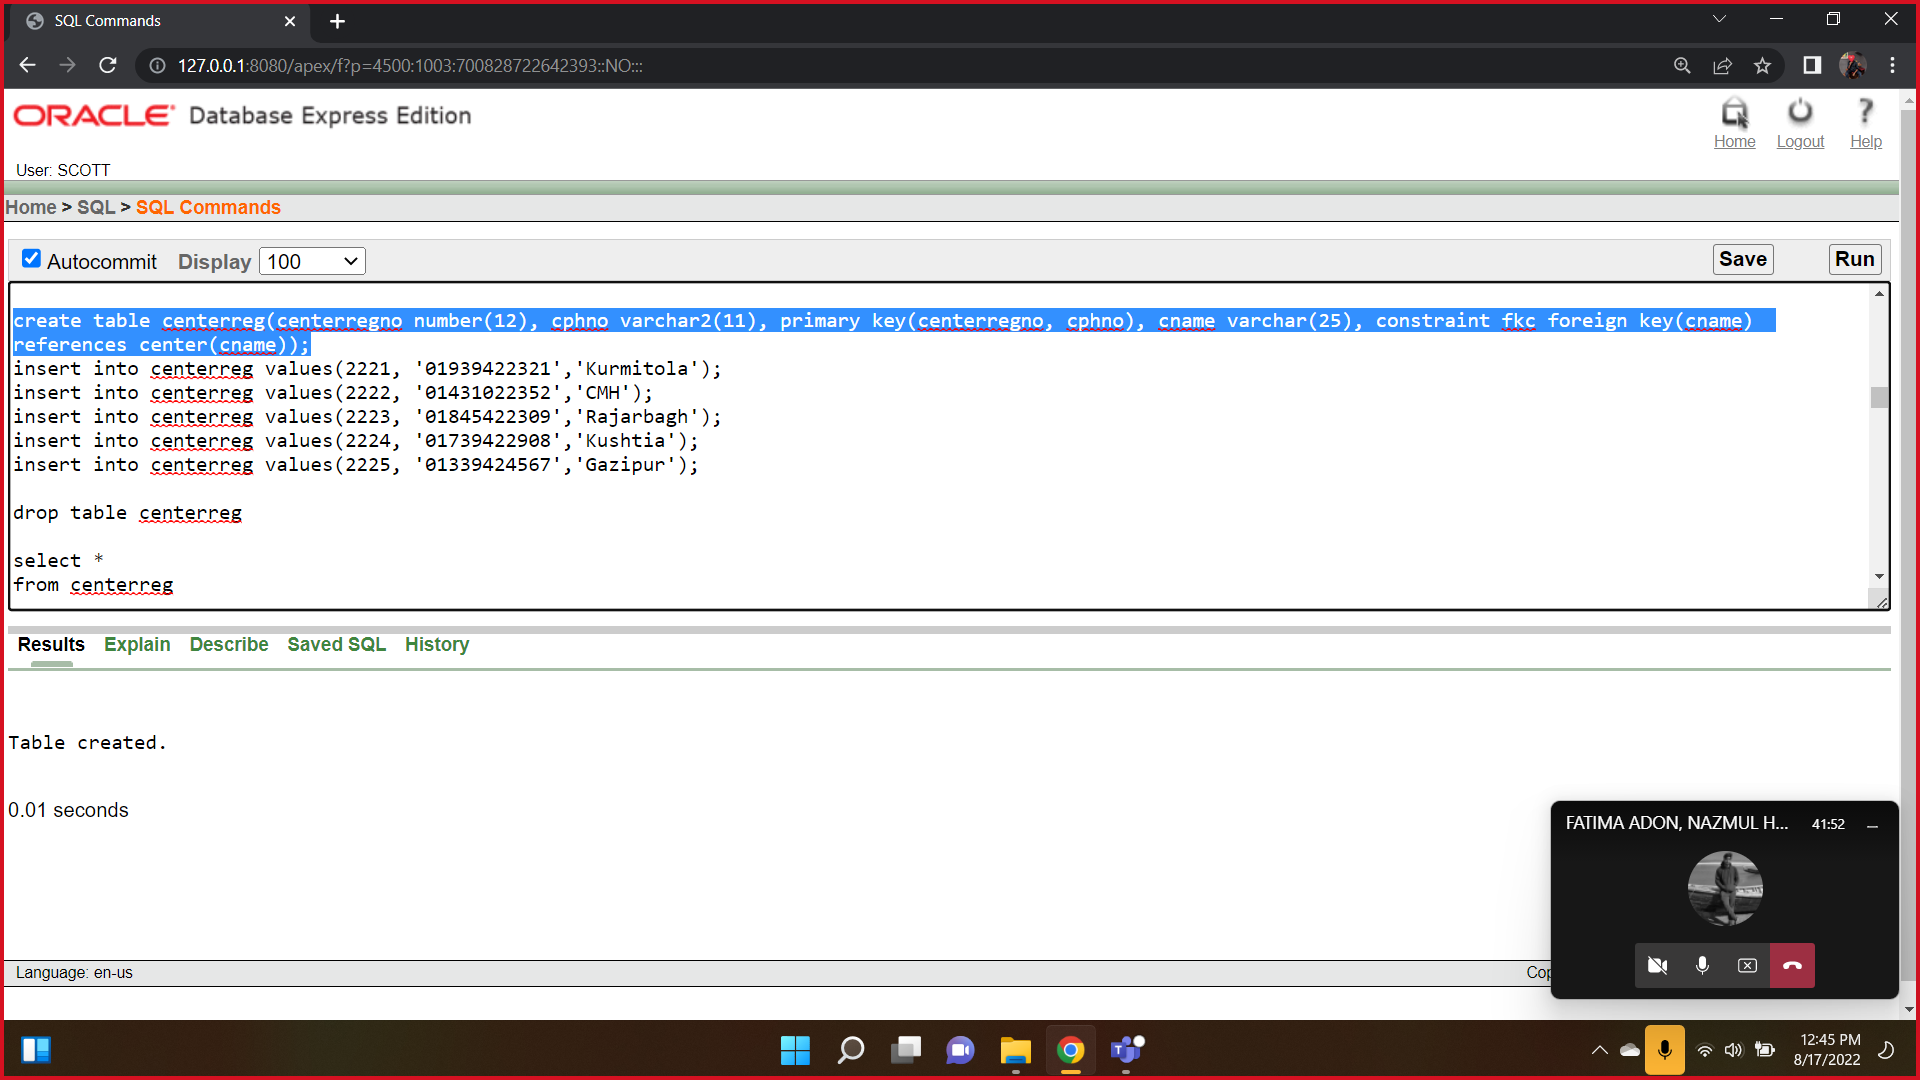 SQL Commands
127.0.0.1:8080/apex/f?p=4500:1003:700828722642393::NO:::
ORACLE Database Express Edition
Home Logout Help
User: SCOTT
Home > SQL > SQL Commands
Autocommit Display 100 Save Run
create table centerreg(centerregno number(12), cphno varchar2(11), primary key(centerregno, cphno), cname varchar(25), constraint fkc foreign key(cname)
references center(cname));
insert into centerreg values(2221, '01939422321','Kurmitola');
insert into centerreg values(2222, '01431022352','CMH');
insert into centerreg values(2223, '01845422309','Rajarbagh');
insert into centerreg values(2224, '01739422908','Kushtia');
insert into centerreg values(2225, '01339424567','Gazipur');
drop table centerreg
select *
from centerreg
Results Explain Describe Saved SQL History
Table created.
0.01 seconds
FATIMA ADON, NAZMUL H... 41:52
Language: en-us Cop
12:45 PM
8/17/2022